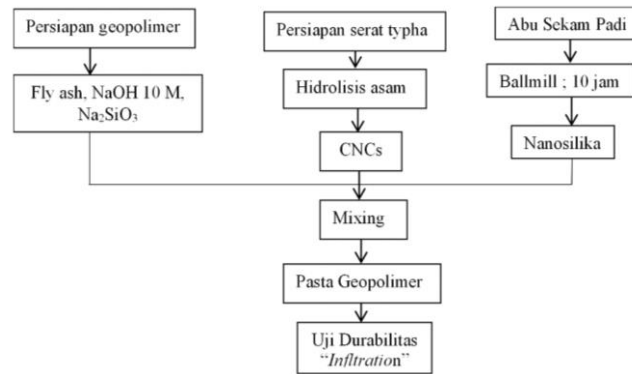 Persiapan geopolimer
Persiapan serat typha
Abu Sekam Padi
Fly ash, NaOH 10 M,
Na₂SiO₃
Hidrolisis asam
Ballmill ; 10 jam
CNCs
Nanosilika
Mixing
Pasta Geopolimer
Uji Durabilitas
“Infltration”